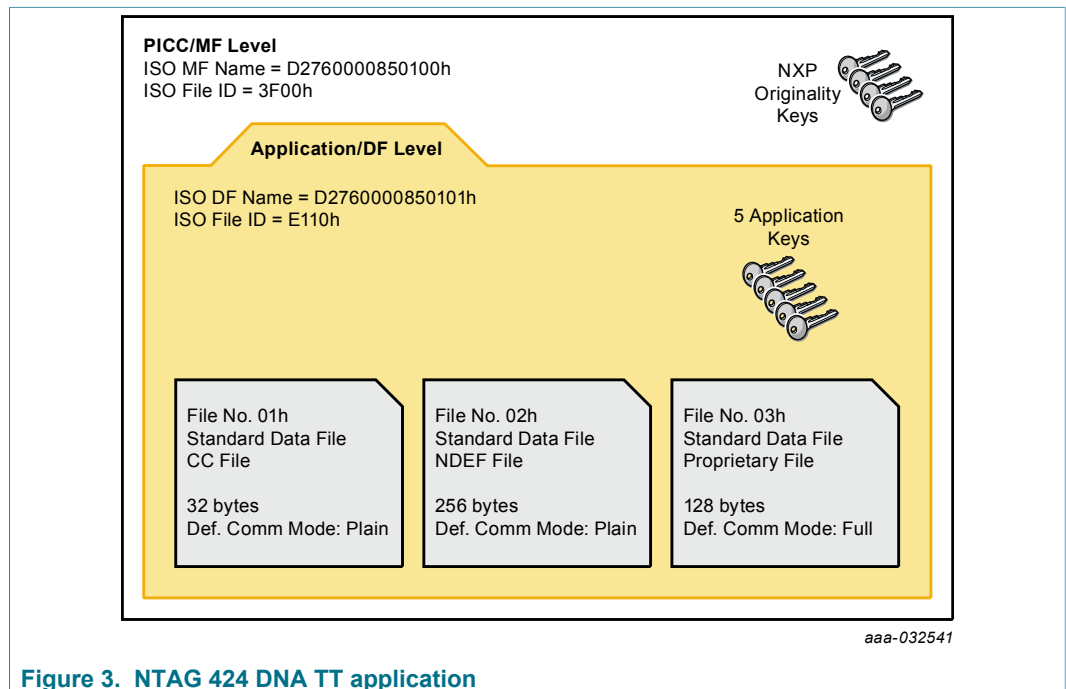 PICC/MF Level
ISO MF Name = D2760000850100h
ISO File ID = 3F00h
NXP
Originality
Keys
Application/DF Level
ISO DF Name = D2760000850101h
ISO File ID = E110h
5 Application
Keys
File No. 01h
Standard Data File
CC File
32 bytes
Def. Comm Mode: Plain
File No. 02h
Standard Data File
NDEF File
256 bytes
Def. Comm Mode: Plain
File No. 03h
Standard Data File
Proprietary File
128 bytes
Def. Comm Mode: Full
aaa-032541
Figure 3. NTAG 424 DNA TT application